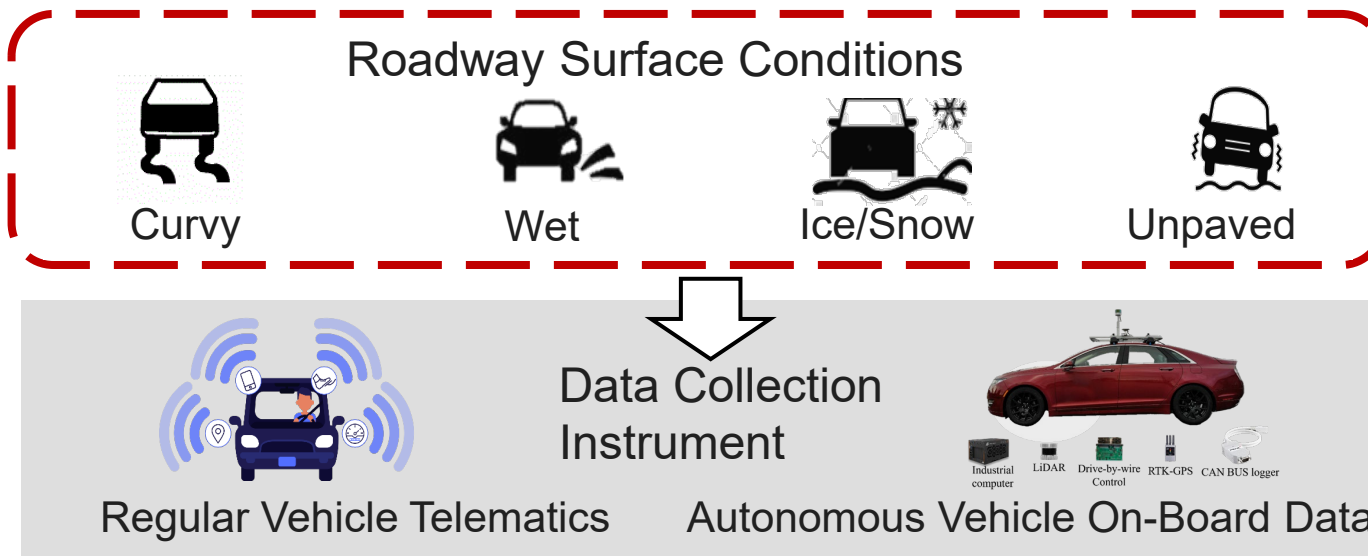 Roadway Surface Conditions
Curvy
Wet
Ice/Snow
Unpaved
Data Collection
Instrument
Industrial
computer
LiDAR
Drive-by-wire
Control
RTK-GPS
CAN BUS logger
Regular Vehicle Telematics
Autonomous Vehicle On-Board Data